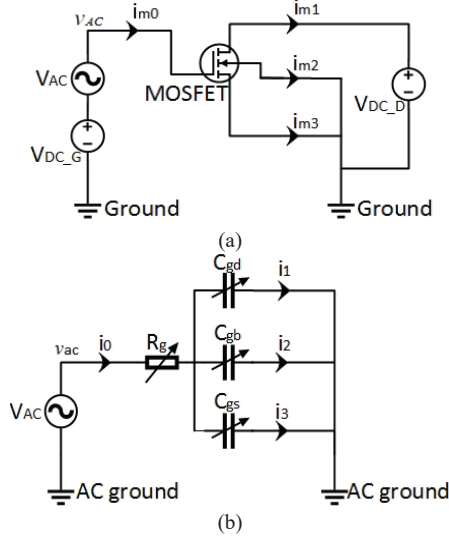 vAC im0 im1
VAC MOSFET im2 VDC_D
VDC_G im3
Ground Ground
(a)
Cgd i1
vac i0 Rg Cgb i2
VAC Cgs i3
AC ground AC ground
(b)